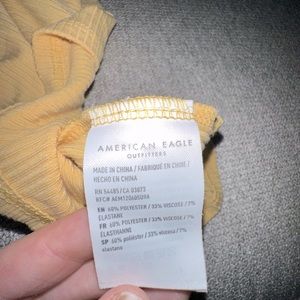 AMERICAN EAGLE
OUTFITTERS
MADE IN CHINA / FABRIQUÉ EN CHINE /
HECHO EN CHINA
RN 54485/CA 03073
EN 60% POLYESTER / 33% VISCOSE / 7%
ELASTANE
FR 60% POLYESTER / 33% VISCOSE / 7%
ÉLASTHANNE
SP 60% poliéster / 33% viscosa / 7%
elastano